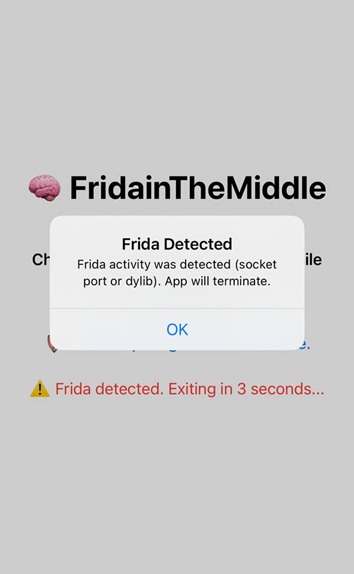 FridainTheMiddle
Frida Detected
Frida activity was detected (socket
port or dylib). App will terminate.
OK
Frida detected. Exiting in 3 seconds...